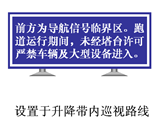 前方为导航信号临界区。跑
道运行期间，未经塔台许可
严禁车辆及大型设备进入。
设置于升降带内巡视路线